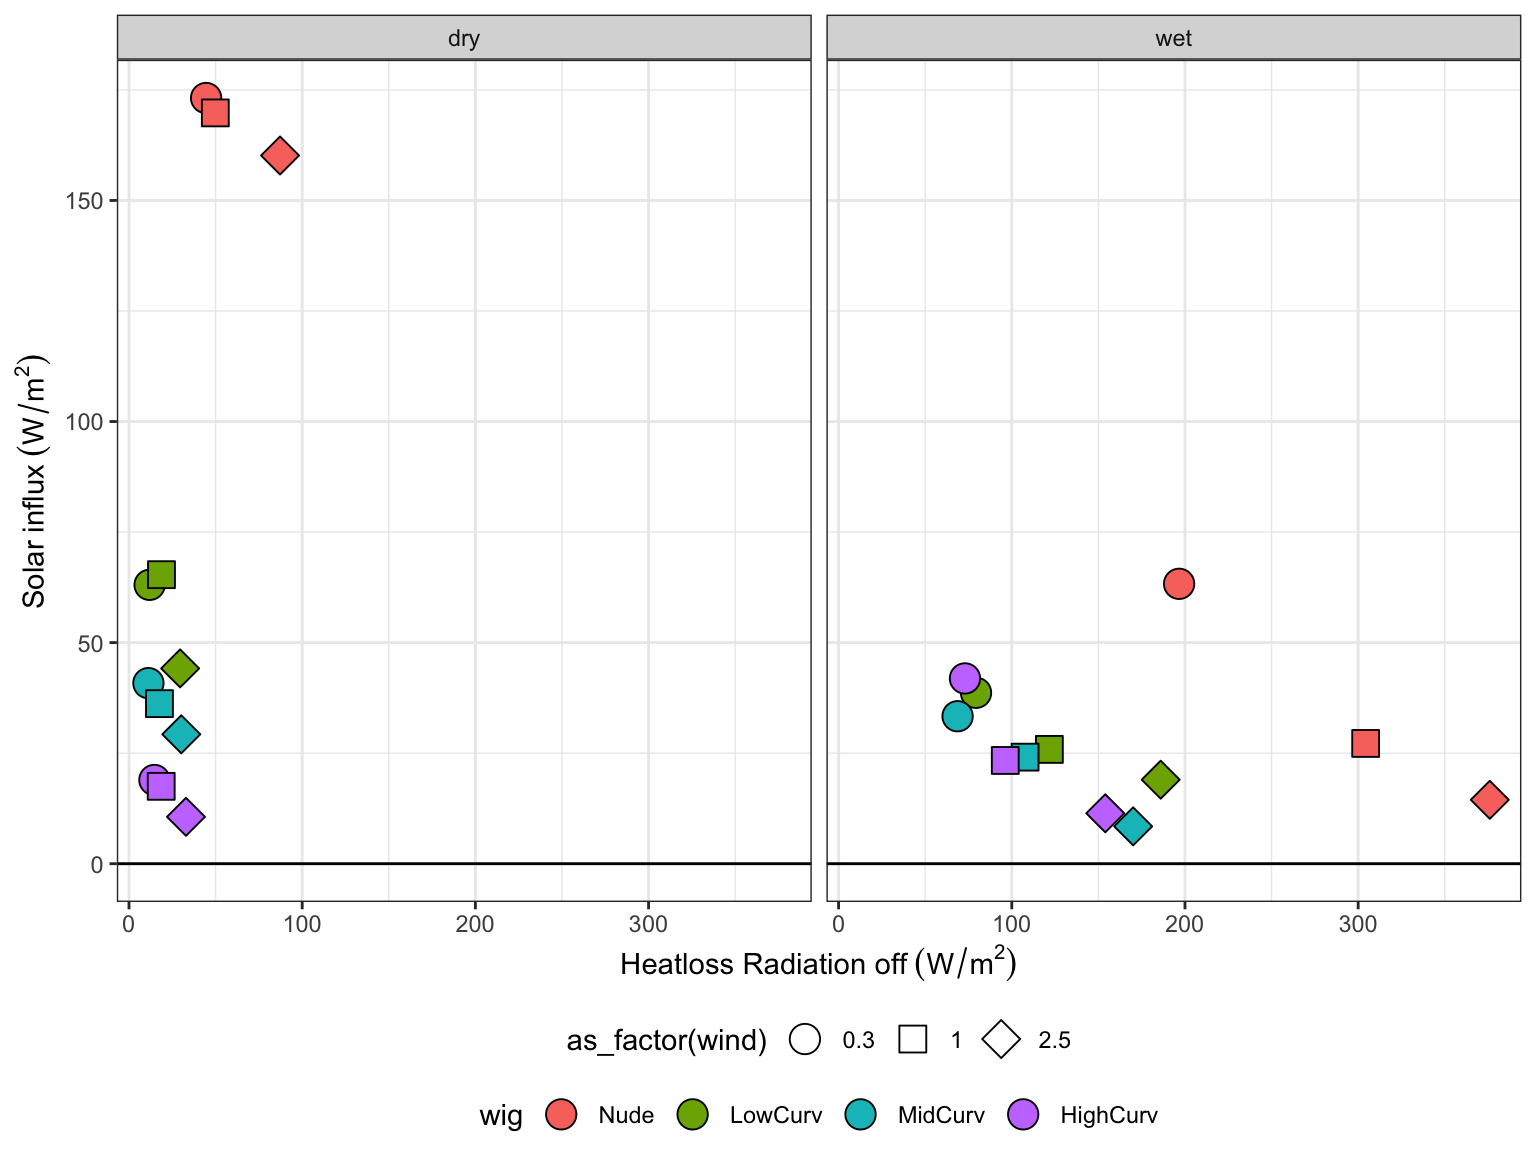 dry wet
Solar influx (W/m²)
150
100
50
0
0 100 200 300 0 100 200 300
Heatloss Radiation off (W/m²)
as_factor(wind) 0.3 1 2.5
wig Nude LowCurv MidCurv HighCurv